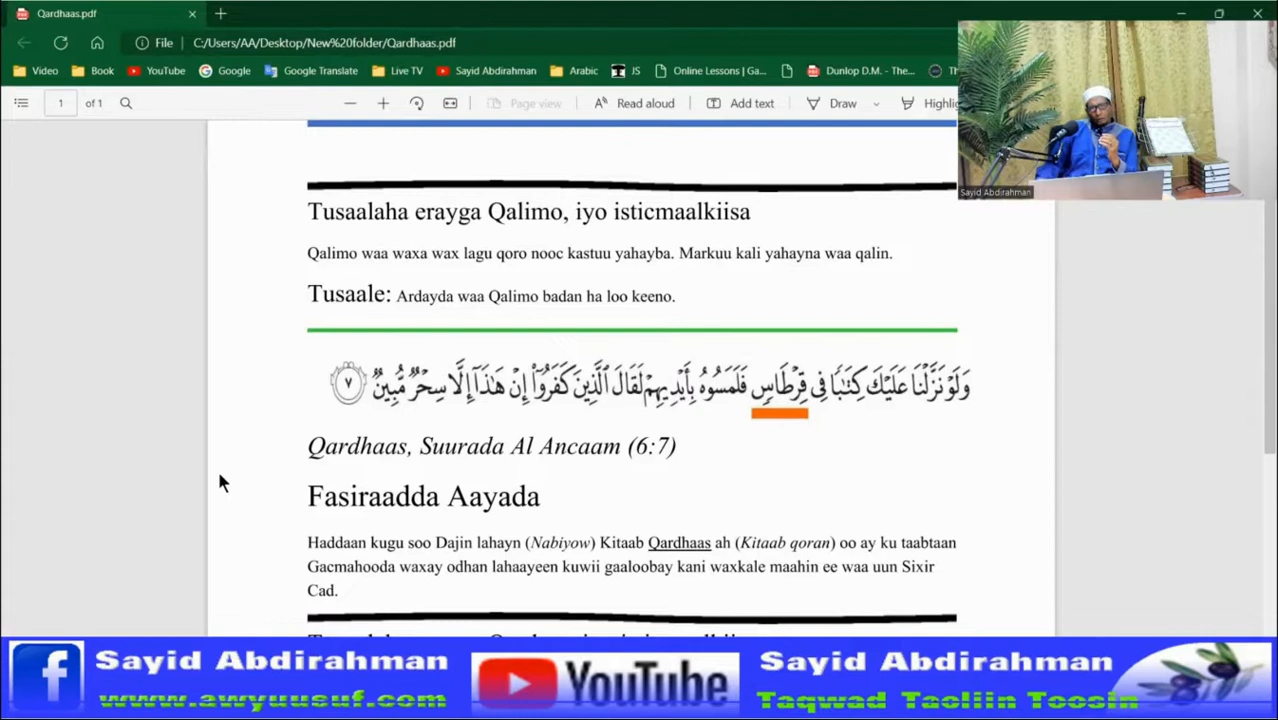 Qardhaas.pdf
File
C:/Users/AA/Desktop/New%20folder/Qardhaas.pdf
Video
Book
YouTube
Google
Google Translate
Live TV
Sayid Abdirahman
Arabic
JS
Online Lessons | Ga...
Dunlop D.M. - The...
1
of 1
Page view
Read aloud
Add text
Draw
Sayid Abdirahman
Tusaalaha erayga Qalimo, iyo isticmaalkiisa
Qalimo waa waxa wax lagu qoro nooc kastuu yahayba. Markuu kali yahayna waa qalin.
Tusaale: Ardayda waa Qalimo badan ha loo keeno.
وَلَوْ نَزَّلْنَا عَلَيْكَ كِتَٰبًا فِى قِرْطَاسٍ فَلَمَسُوهُ بِأَيْدِيهِمْ لَقَالَ ٱلَّذِينَ كَفَرُوٓا۟ إِنْ هَٰذَآ إِلَّا سِحْرٌ مُّبِينٌ ٧
Qardhaas, Suurada Al Ancaam (6:7)
Fasiraadda Aayada
Haddaan kugu soo Dajin lahayn (Nabiyow) Kitaab Qardhaas ah (Kitaab qoran) oo ay ku taabtaan
Gacmahooda waxay odhan lahaayeen kuwii gaaloobay kani waxkale maahin ee waa uun Sixir
Cad.
Sayid Abdirahman
www.awyuusuf.com
YouTube
Sayid Abdirahman
Taqwad Taoliin Toosin